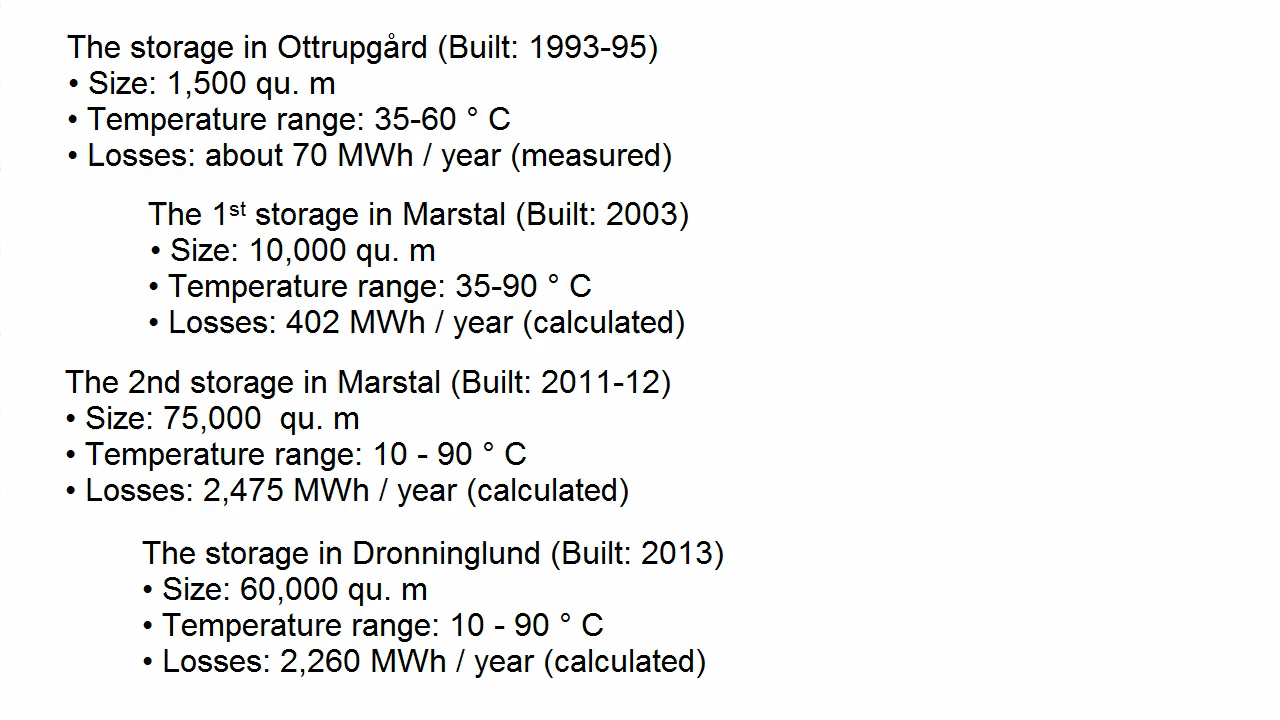 The storage in Ottrupgård (Built: 1993-95)
• Size: 1,500 qu. m
• Temperature range: 35-60 ° C
• Losses: about 70 MWh / year (measured)
The 1st storage in Marstal (Built: 2003)
• Size: 10,000 qu. m
• Temperature range: 35-90 ° C
• Losses: 402 MWh / year (calculated)
The 2nd storage in Marstal (Built: 2011-12)
• Size: 75,000  qu. m
• Temperature range: 10 - 90 ° C
• Losses: 2,475 MWh / year (calculated)
The storage in Dronninglund (Built: 2013)
• Size: 60,000 qu. m
• Temperature range: 10 - 90 ° C
• Losses: 2,260 MWh / year (calculated)